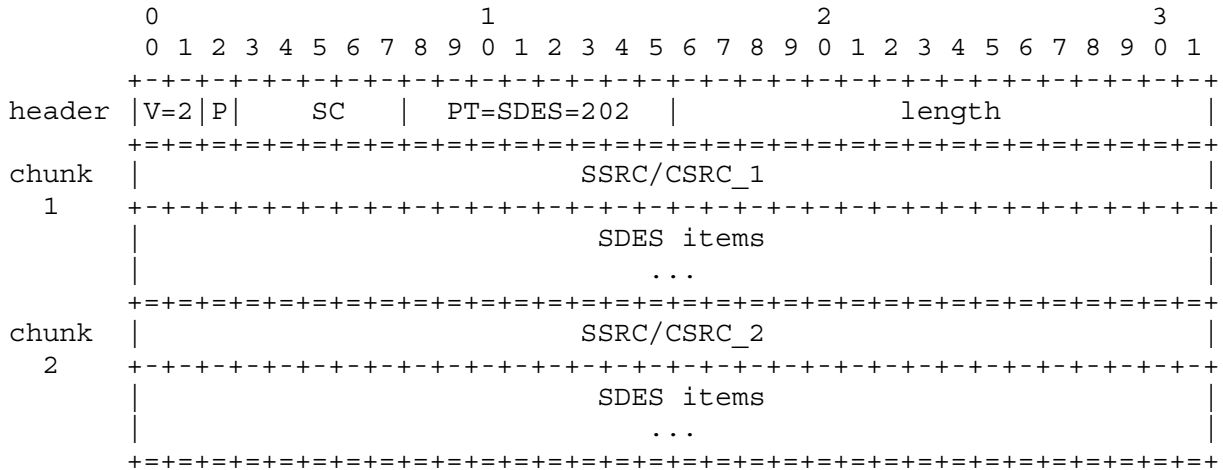 0                   1                   2                   3
        0 1 2 3 4 5 6 7 8 9 0 1 2 3 4 5 6 7 8 9 0 1 2 3 4 5 6 7 8 9 0 1
       +-+-+-+-+-+-+-+-+-+-+-+-+-+-+-+-+-+-+-+-+-+-+-+-+-+-+-+-+-+-+-+-+
header |V=2|P|    SC   |  PT=SDES=202  |             length            |
       +=+=+=+=+=+=+=+=+=+=+=+=+=+=+=+=+=+=+=+=+=+=+=+=+=+=+=+=+=+=+=+=+
chunk  |                          SSRC/CSRC_1                          |
  1    +-+-+-+-+-+-+-+-+-+-+-+-+-+-+-+-+-+-+-+-+-+-+-+-+-+-+-+-+-+-+-+-+
       |                           SDES items                          |
       |                              ...                              |
       +=+=+=+=+=+=+=+=+=+=+=+=+=+=+=+=+=+=+=+=+=+=+=+=+=+=+=+=+=+=+=+=+
chunk  |                          SSRC/CSRC_2                          |
  2    +-+-+-+-+-+-+-+-+-+-+-+-+-+-+-+-+-+-+-+-+-+-+-+-+-+-+-+-+-+-+-+-+
       |                           SDES items                          |
       |                              ...                              |
       +=+=+=+=+=+=+=+=+=+=+=+=+=+=+=+=+=+=+=+=+=+=+=+=+=+=+=+=+=+=+=+=+